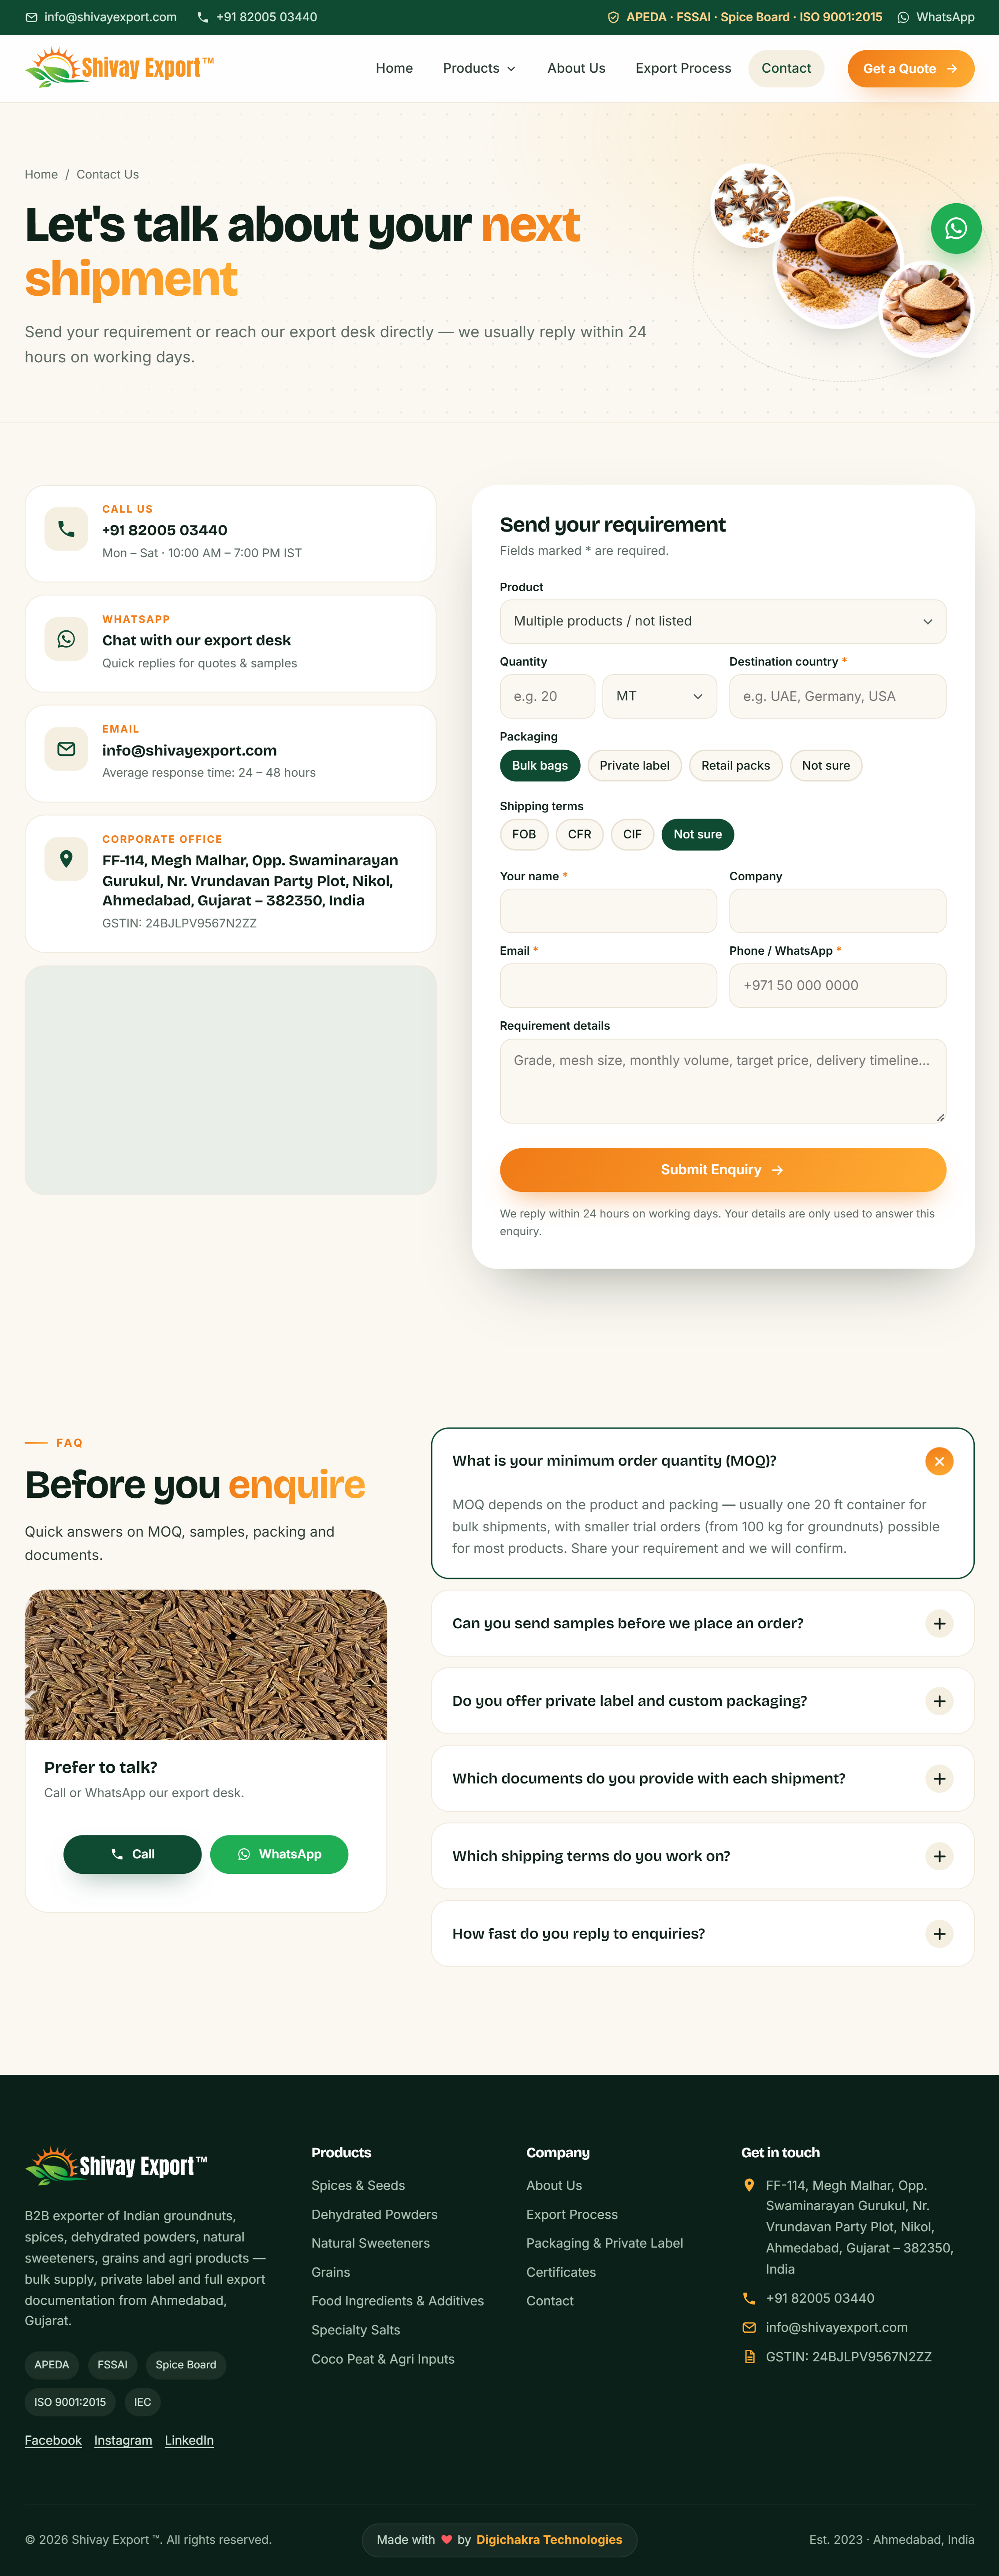 info@shivayexport.com
+91 82005 03440
APEDA · FSSAI · Spice Board · ISO 9001:2015
WhatsApp
Shivay Export™
Home
Products
About Us
Export Process
Contact
Get a Quote
Home / Contact Us
Let's talk about your next
shipment
Send your requirement or reach our export desk directly — we usually reply within 24
hours on working days.
CALL US
+91 82005 03440
Mon – Sat · 10:00 AM – 7:00 PM IST
WHATSAPP
Chat with our export desk
Quick replies for quotes & samples
EMAIL
info@shivayexport.com
Average response time: 24 – 48 hours
CORPORATE OFFICE
FF-114, Megh Malhar, Opp. Swaminarayan
Gurukul, Nr. Vrundavan Party Plot, Nikol,
Ahmedabad, Gujarat – 382350, India
GSTIN: 24BJLPV9567N2ZZ
Send your requirement
Fields marked * are required.
Product
Multiple products / not listed
Quantity
Destination country *
e.g. 20
MT
e.g. UAE, Germany, USA
Packaging
Bulk bags
Private label
Retail packs
Not sure
Shipping terms
FOB
CFR
CIF
Not sure
Your name *
Company
Email *
Phone / WhatsApp *
+971 50 000 0000
Requirement details
Grade, mesh size, monthly volume, target price, delivery timeline...
Submit Enquiry
We reply within 24 hours on working days. Your details are only used to answer this
enquiry.
FAQ
Before you enquire
Quick answers on MOQ, samples, packing and
documents.
Prefer to talk?
Call or WhatsApp our export desk.
Call
WhatsApp
What is your minimum order quantity (MOQ)?
MOQ depends on the product and packing — usually one 20 ft container for
bulk shipments, with smaller trial orders (from 100 kg for groundnuts) possible
for most products. Share your requirement and we will confirm.
Can you send samples before we place an order?
Do you offer private label and custom packaging?
Which documents do you provide with each shipment?
Which shipping terms do you work on?
How fast do you reply to enquiries?
Shivay Export™
B2B exporter of Indian groundnuts,
spices, dehydrated powders, natural
sweeteners, grains and agri products —
bulk supply, private label and full export
documentation from Ahmedabad,
Gujarat.
APEDA
FSSAI
Spice Board
ISO 9001:2015
IEC
Facebook
Instagram
LinkedIn
Products
Spices & Seeds
Dehydrated Powders
Natural Sweeteners
Grains
Food Ingredients & Additives
Specialty Salts
Coco Peat & Agri Inputs
Company
About Us
Export Process
Packaging & Private Label
Certificates
Contact
Get in touch
FF-114, Megh Malhar, Opp.
Swaminarayan Gurukul, Nr.
Vrundavan Party Plot, Nikol,
Ahmedabad, Gujarat – 382350,
India
+91 82005 03440
info@shivayexport.com
GSTIN: 24BJLPV9567N2ZZ
© 2026 Shivay Export ™. All rights reserved.
Made with ❤ by Digichakra Technologies
Est. 2023 · Ahmedabad, India